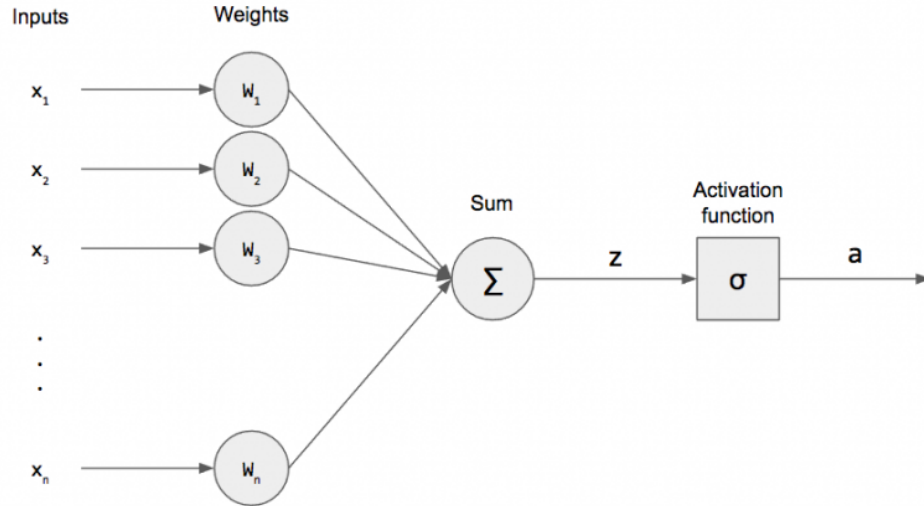 Inputs
Weights
x₁
W₁
x₂
W₂
x₃
W₃
Sum
Σ
z
Activation
function
σ
a
.
.
.
xₙ
Wₙ